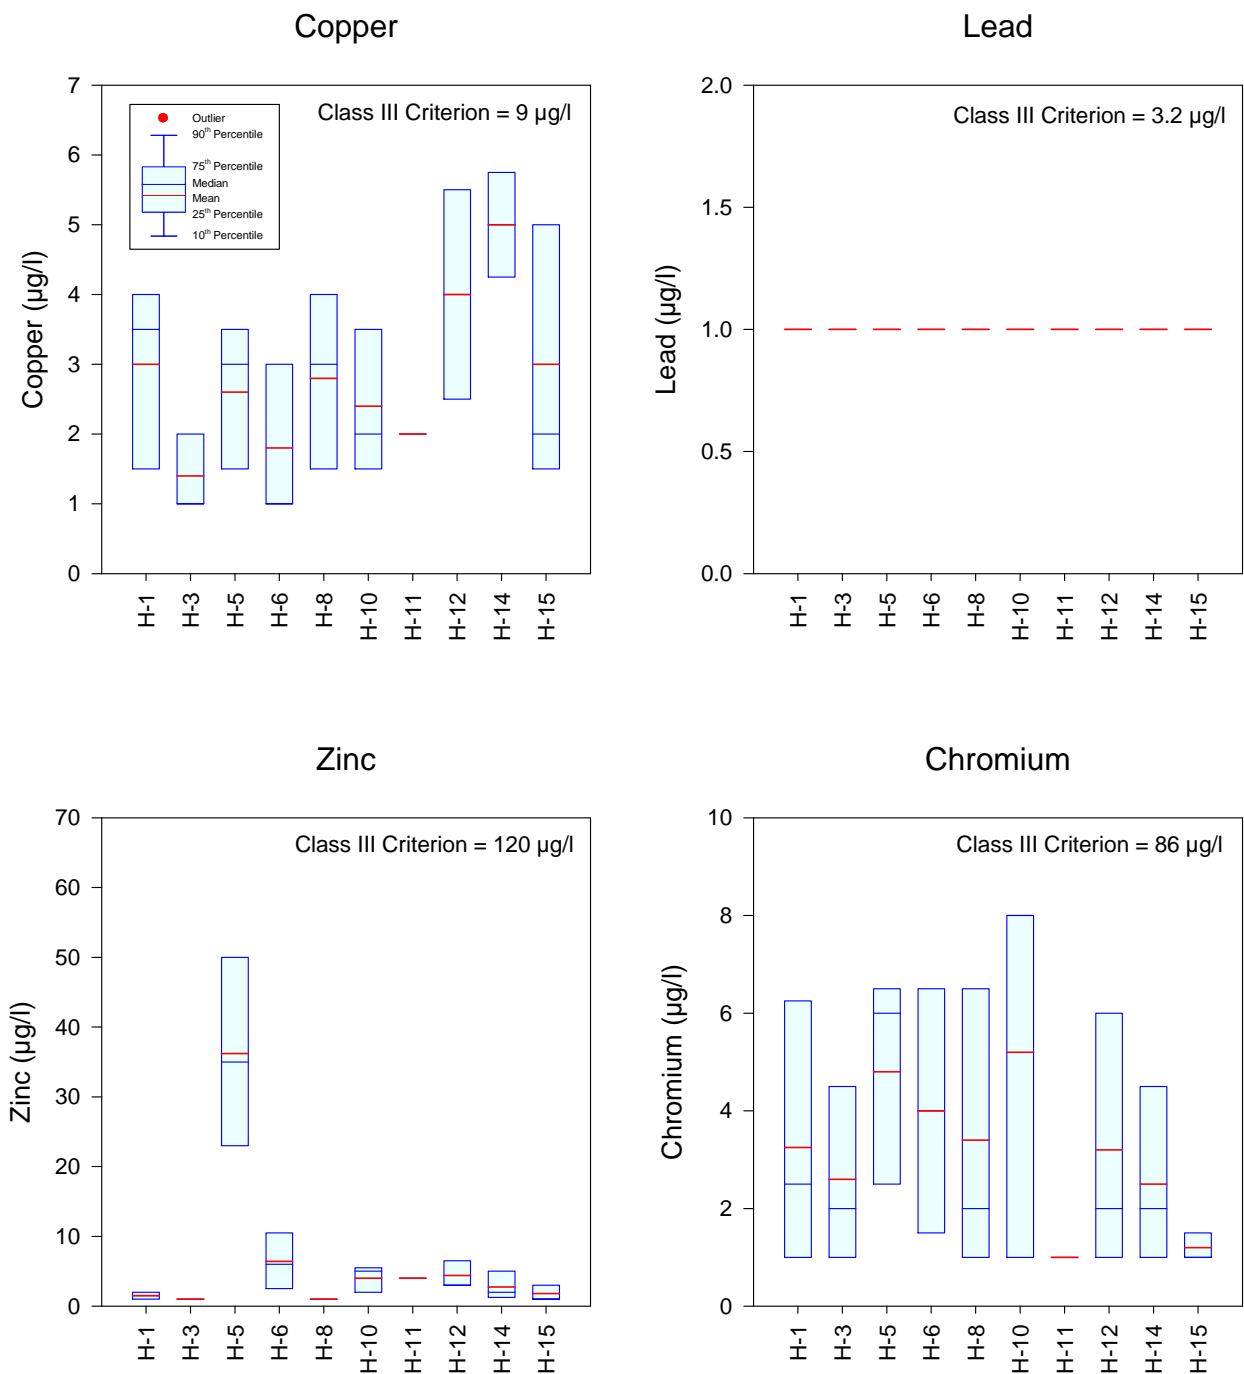 Copper
Class III Criterion = 9 µg/l
Outlier
90th Percentile
75th Percentile
Median
Mean
25th Percentile
10th Percentile
Copper (µg/l)
7
6
5
4
3
2
1
0
H-1
H-3
H-5
H-6
H-8
H-10
H-11
H-12
H-14
H-15
Lead
Class III Criterion = 3.2 µg/l
Lead (µg/l)
2.0
1.5
1.0
0.5
0.0
H-1
H-3
H-5
H-6
H-8
H-10
H-11
H-12
H-14
H-15
Zinc
Class III Criterion = 120 µg/l
Zinc (µg/l)
70
60
50
40
30
20
10
0
H-1
H-3
H-5
H-6
H-8
H-10
H-11
H-12
H-14
H-15
Chromium
Class III Criterion = 86 µg/l
Chromium (µg/l)
10
8
6
4
2
0
H-1
H-3
H-5
H-6
H-8
H-10
H-11
H-12
H-14
H-15